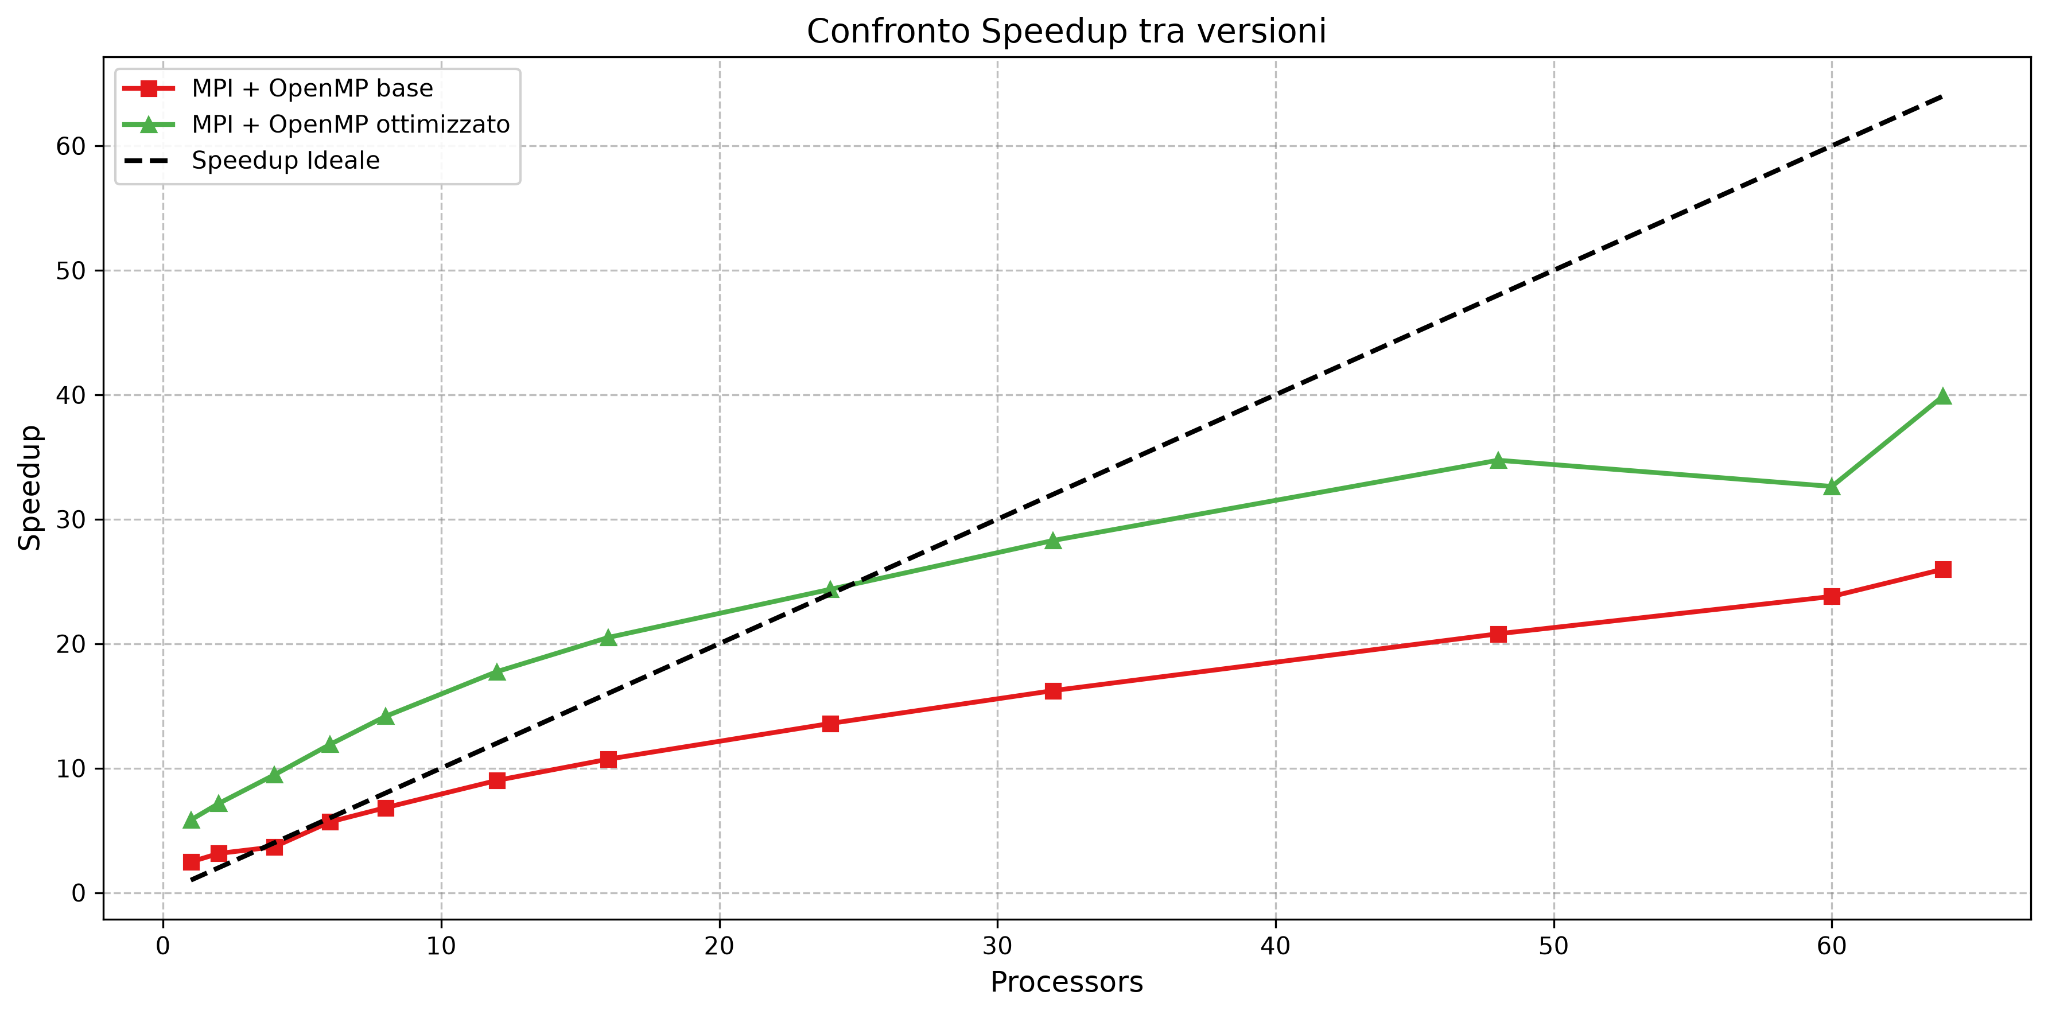 Confronto Speedup tra versioni
MPI + OpenMP base
MPI + OpenMP ottimizzato
Speedup Ideale
Speedup
60
50
40
30
20
10
0
0 10 20 30 40 50 60
Processors